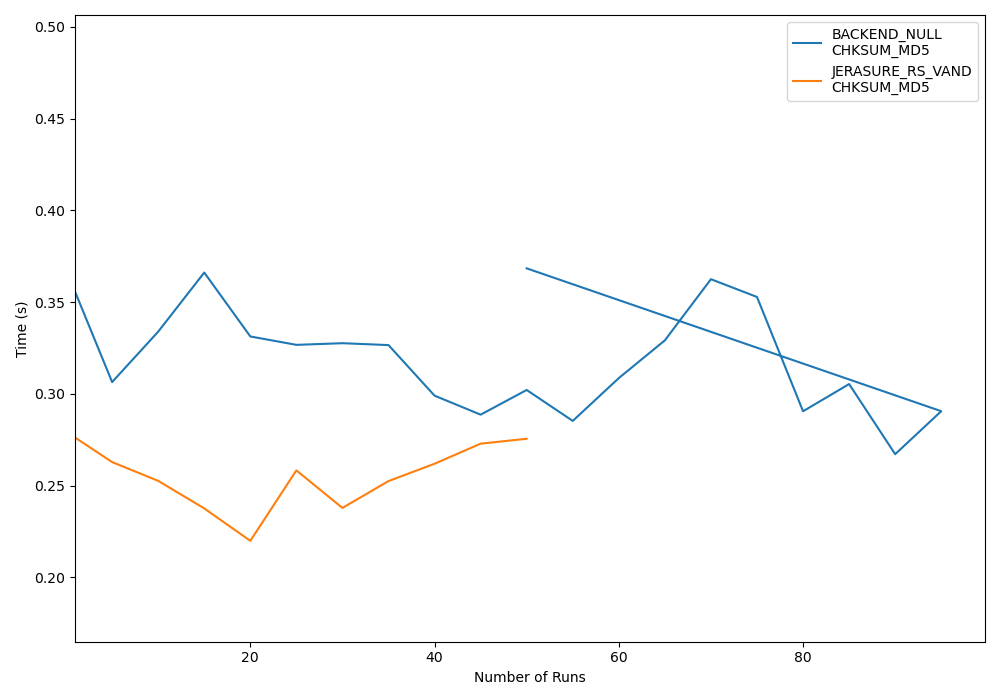 0.50
0.45
0.40
0.35
0.30
0.25
0.20
Time (s)
20
40
60
80
Number of Runs
BACKEND_NULL
CHKSUM_MD5
JERASURE_RS_VAND
CHKSUM_MD5